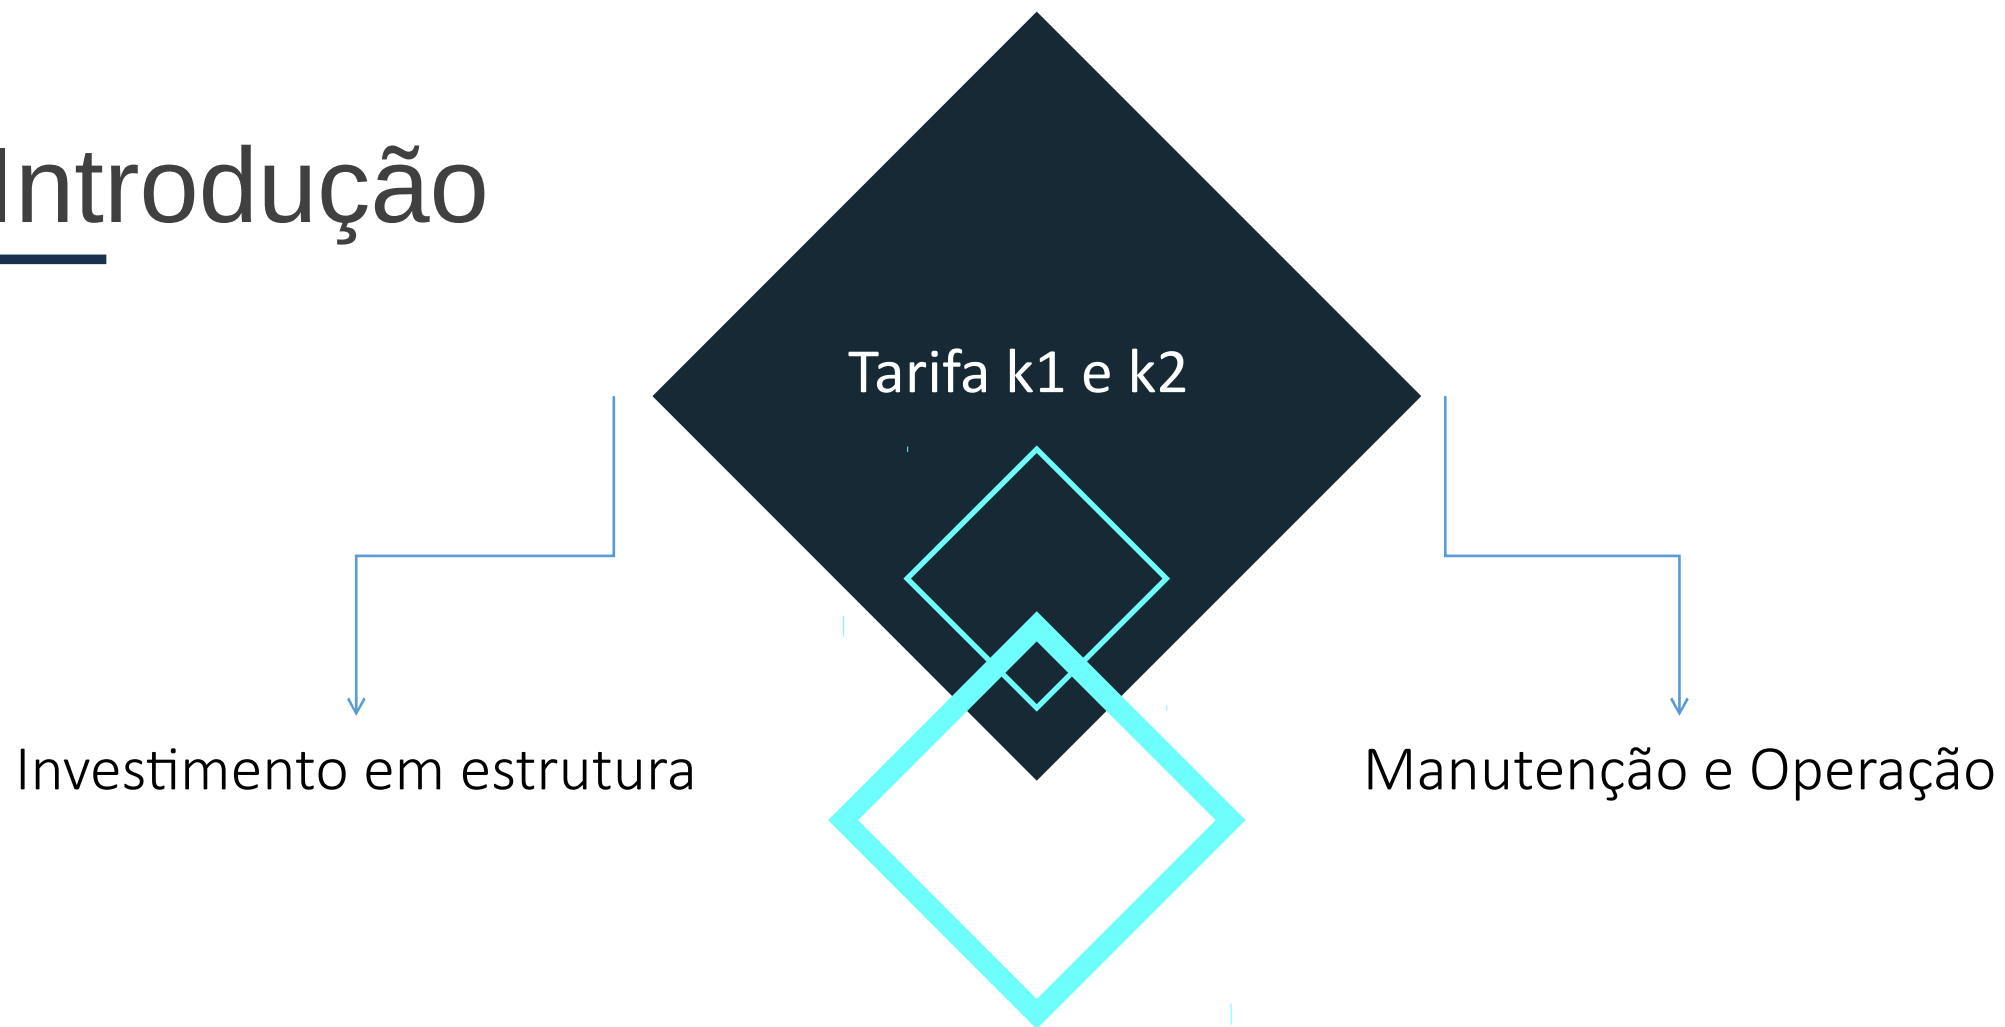 Introdução
Tarifa k1 e k2
Investimento em estrutura
Manutenção e Operação